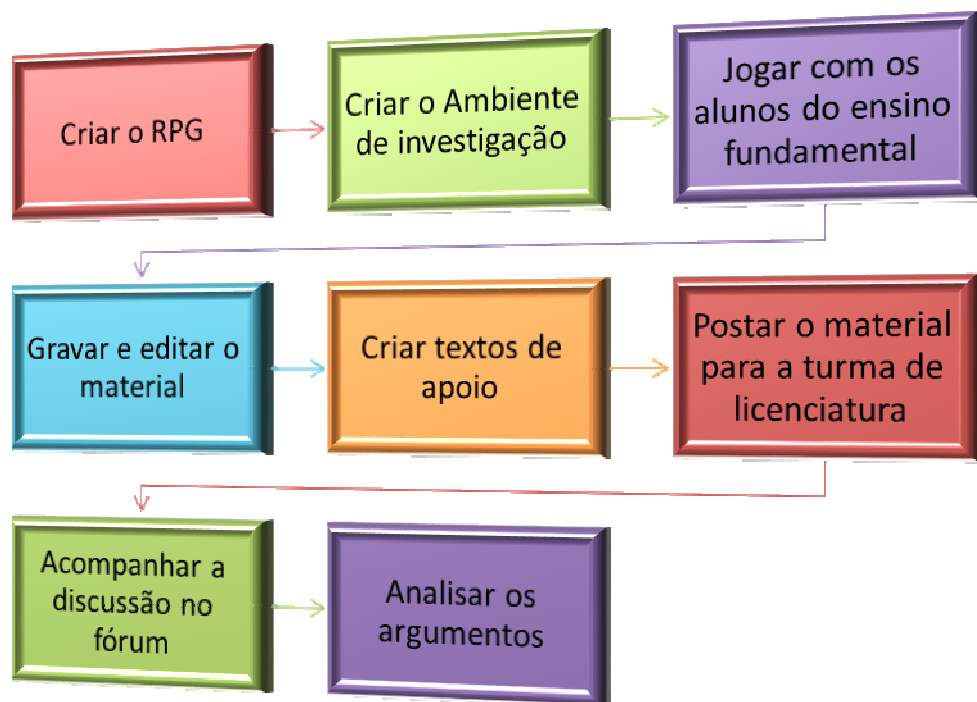 Criar o RPG
Criar o Ambiente
de investigação
Jogar com os
alunos do ensino
fundamental
Gravar e editar o
material
Criar textos de
apoio
Postar o material
para a turma de
licenciatura
Acompanhar a
discussão no
fórum
Analisar os
argumentos